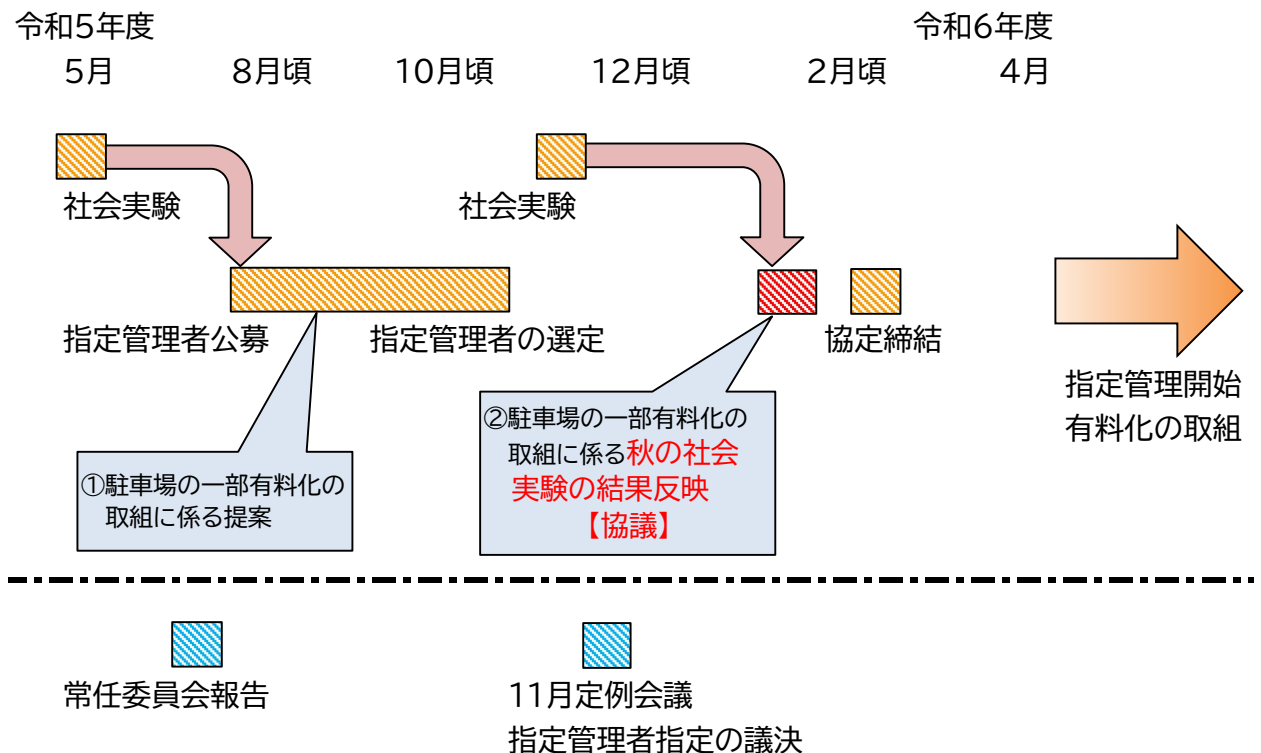 令和5年度 令和6年度
5月 8月頃 10月頃 12月頃 2月頃 4月
社会実験 社会実験
指定管理者公募 指定管理者の選定 協定締結
指定管理開始
有料化の取組
①駐車場の一部有料化の
取組に係る提案
②駐車場の一部有料化の
取組に係る秋の社会
実験の結果反映
【協議】
常任委員会報告
11月定例会議
指定管理者指定の議決